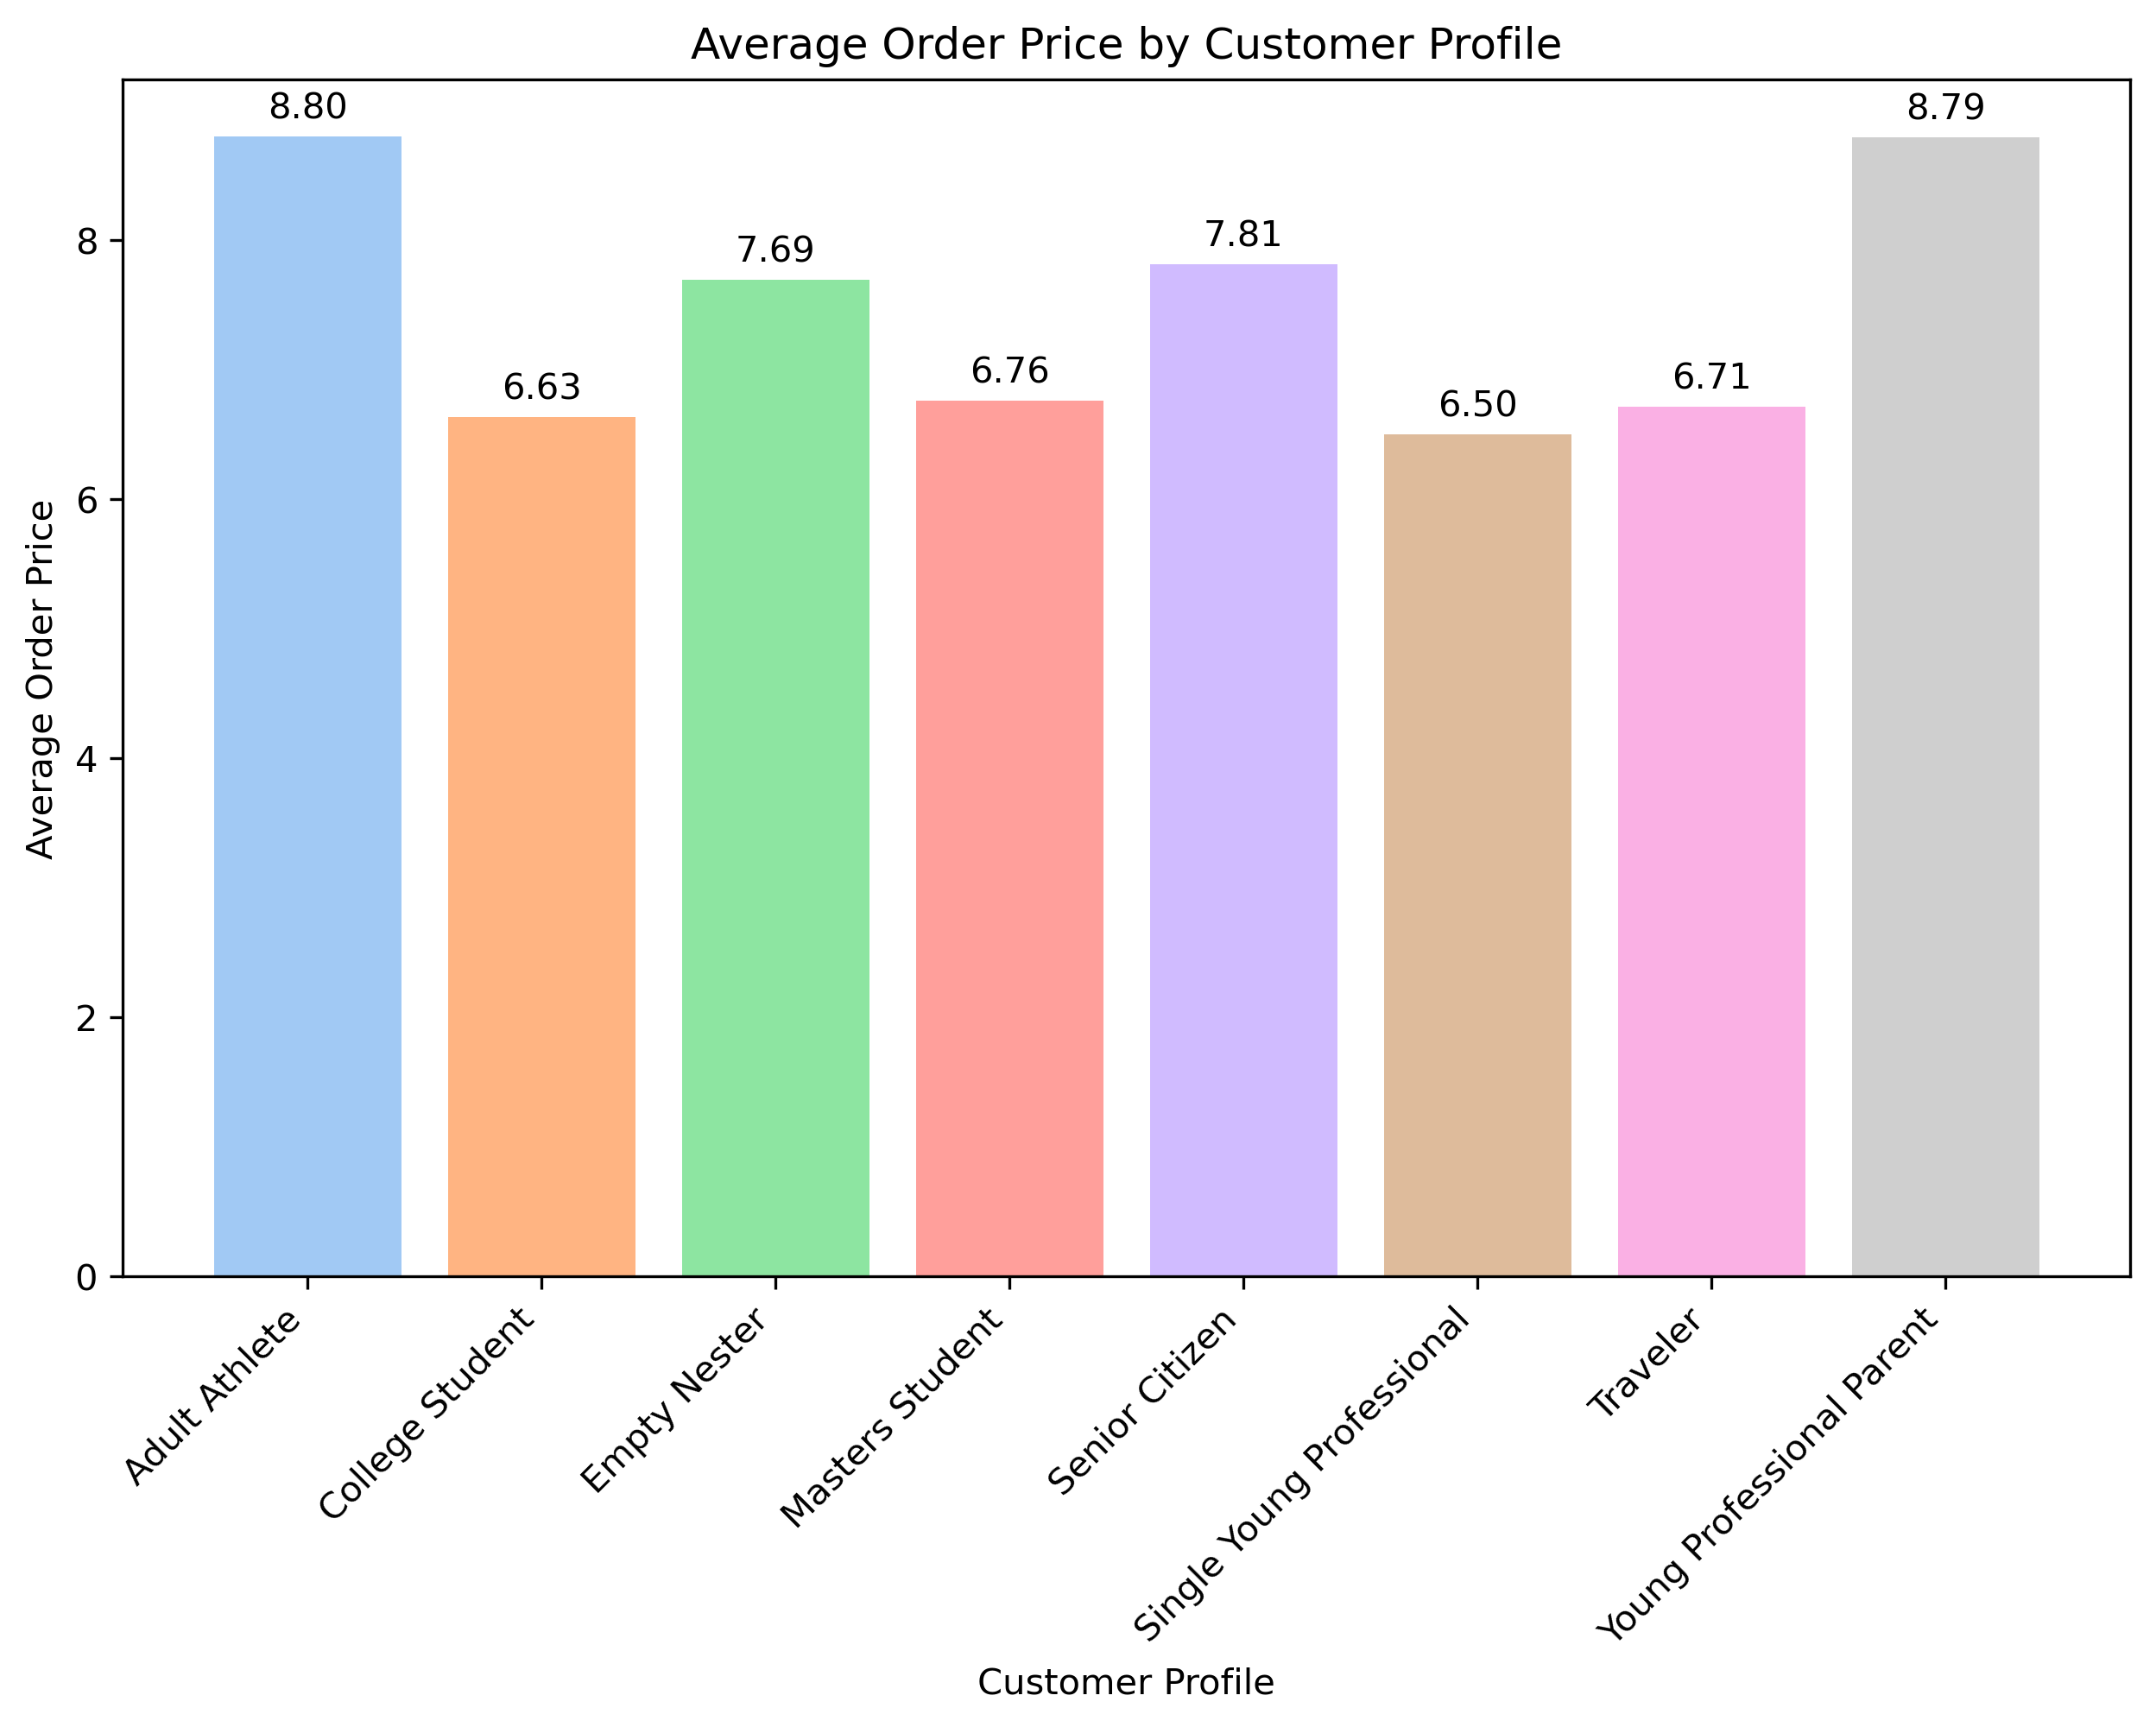 Average Order Price by Customer Profile
8.80
6.63
7.69
6.76
7.81
6.50
6.71
8.79
Average Order Price
8
6
4
2
0
Adult Athlete
College Student
Empty Nester
Masters Student
Senior Citizen
Single Young Professional
Traveler
Young Professional Parent
Customer Profile